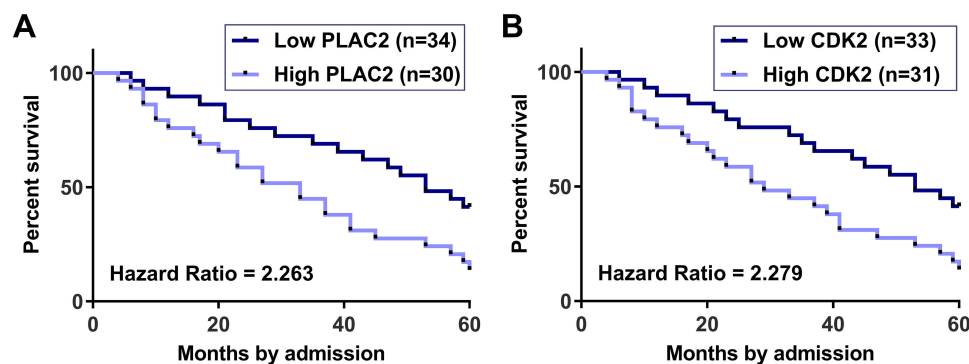 A
Low PLAC2 (n=34)
High PLAC2 (n=30)
Percent survival
100
50
0
Hazard Ratio = 2.263
0 20 40 60
Months by admission
B
Low CDK2 (n=33)
High CDK2 (n=31)
Percent survival
100
50
0
Hazard Ratio = 2.279
0 20 40 60
Months by admission